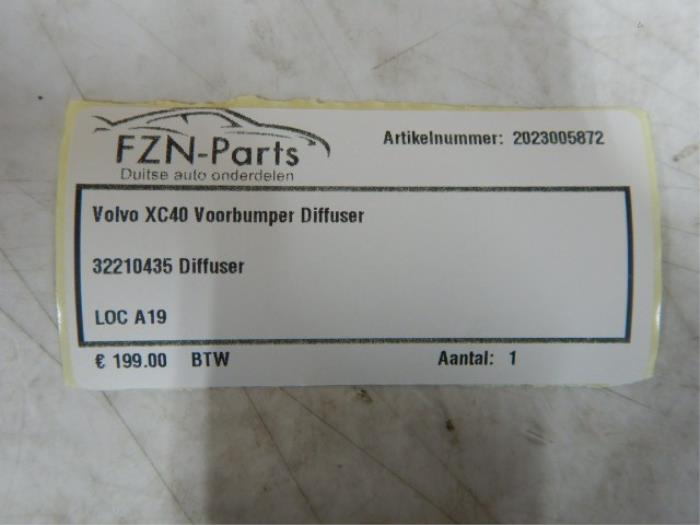 FZN-Parts
Duitse auto onderdelen
Artikelnummer: 2023005872
Volvo XC40 Voorbumper Diffuser
32210435 Diffuser
LOC A19
€ 199.00 BTW Aantal: 1